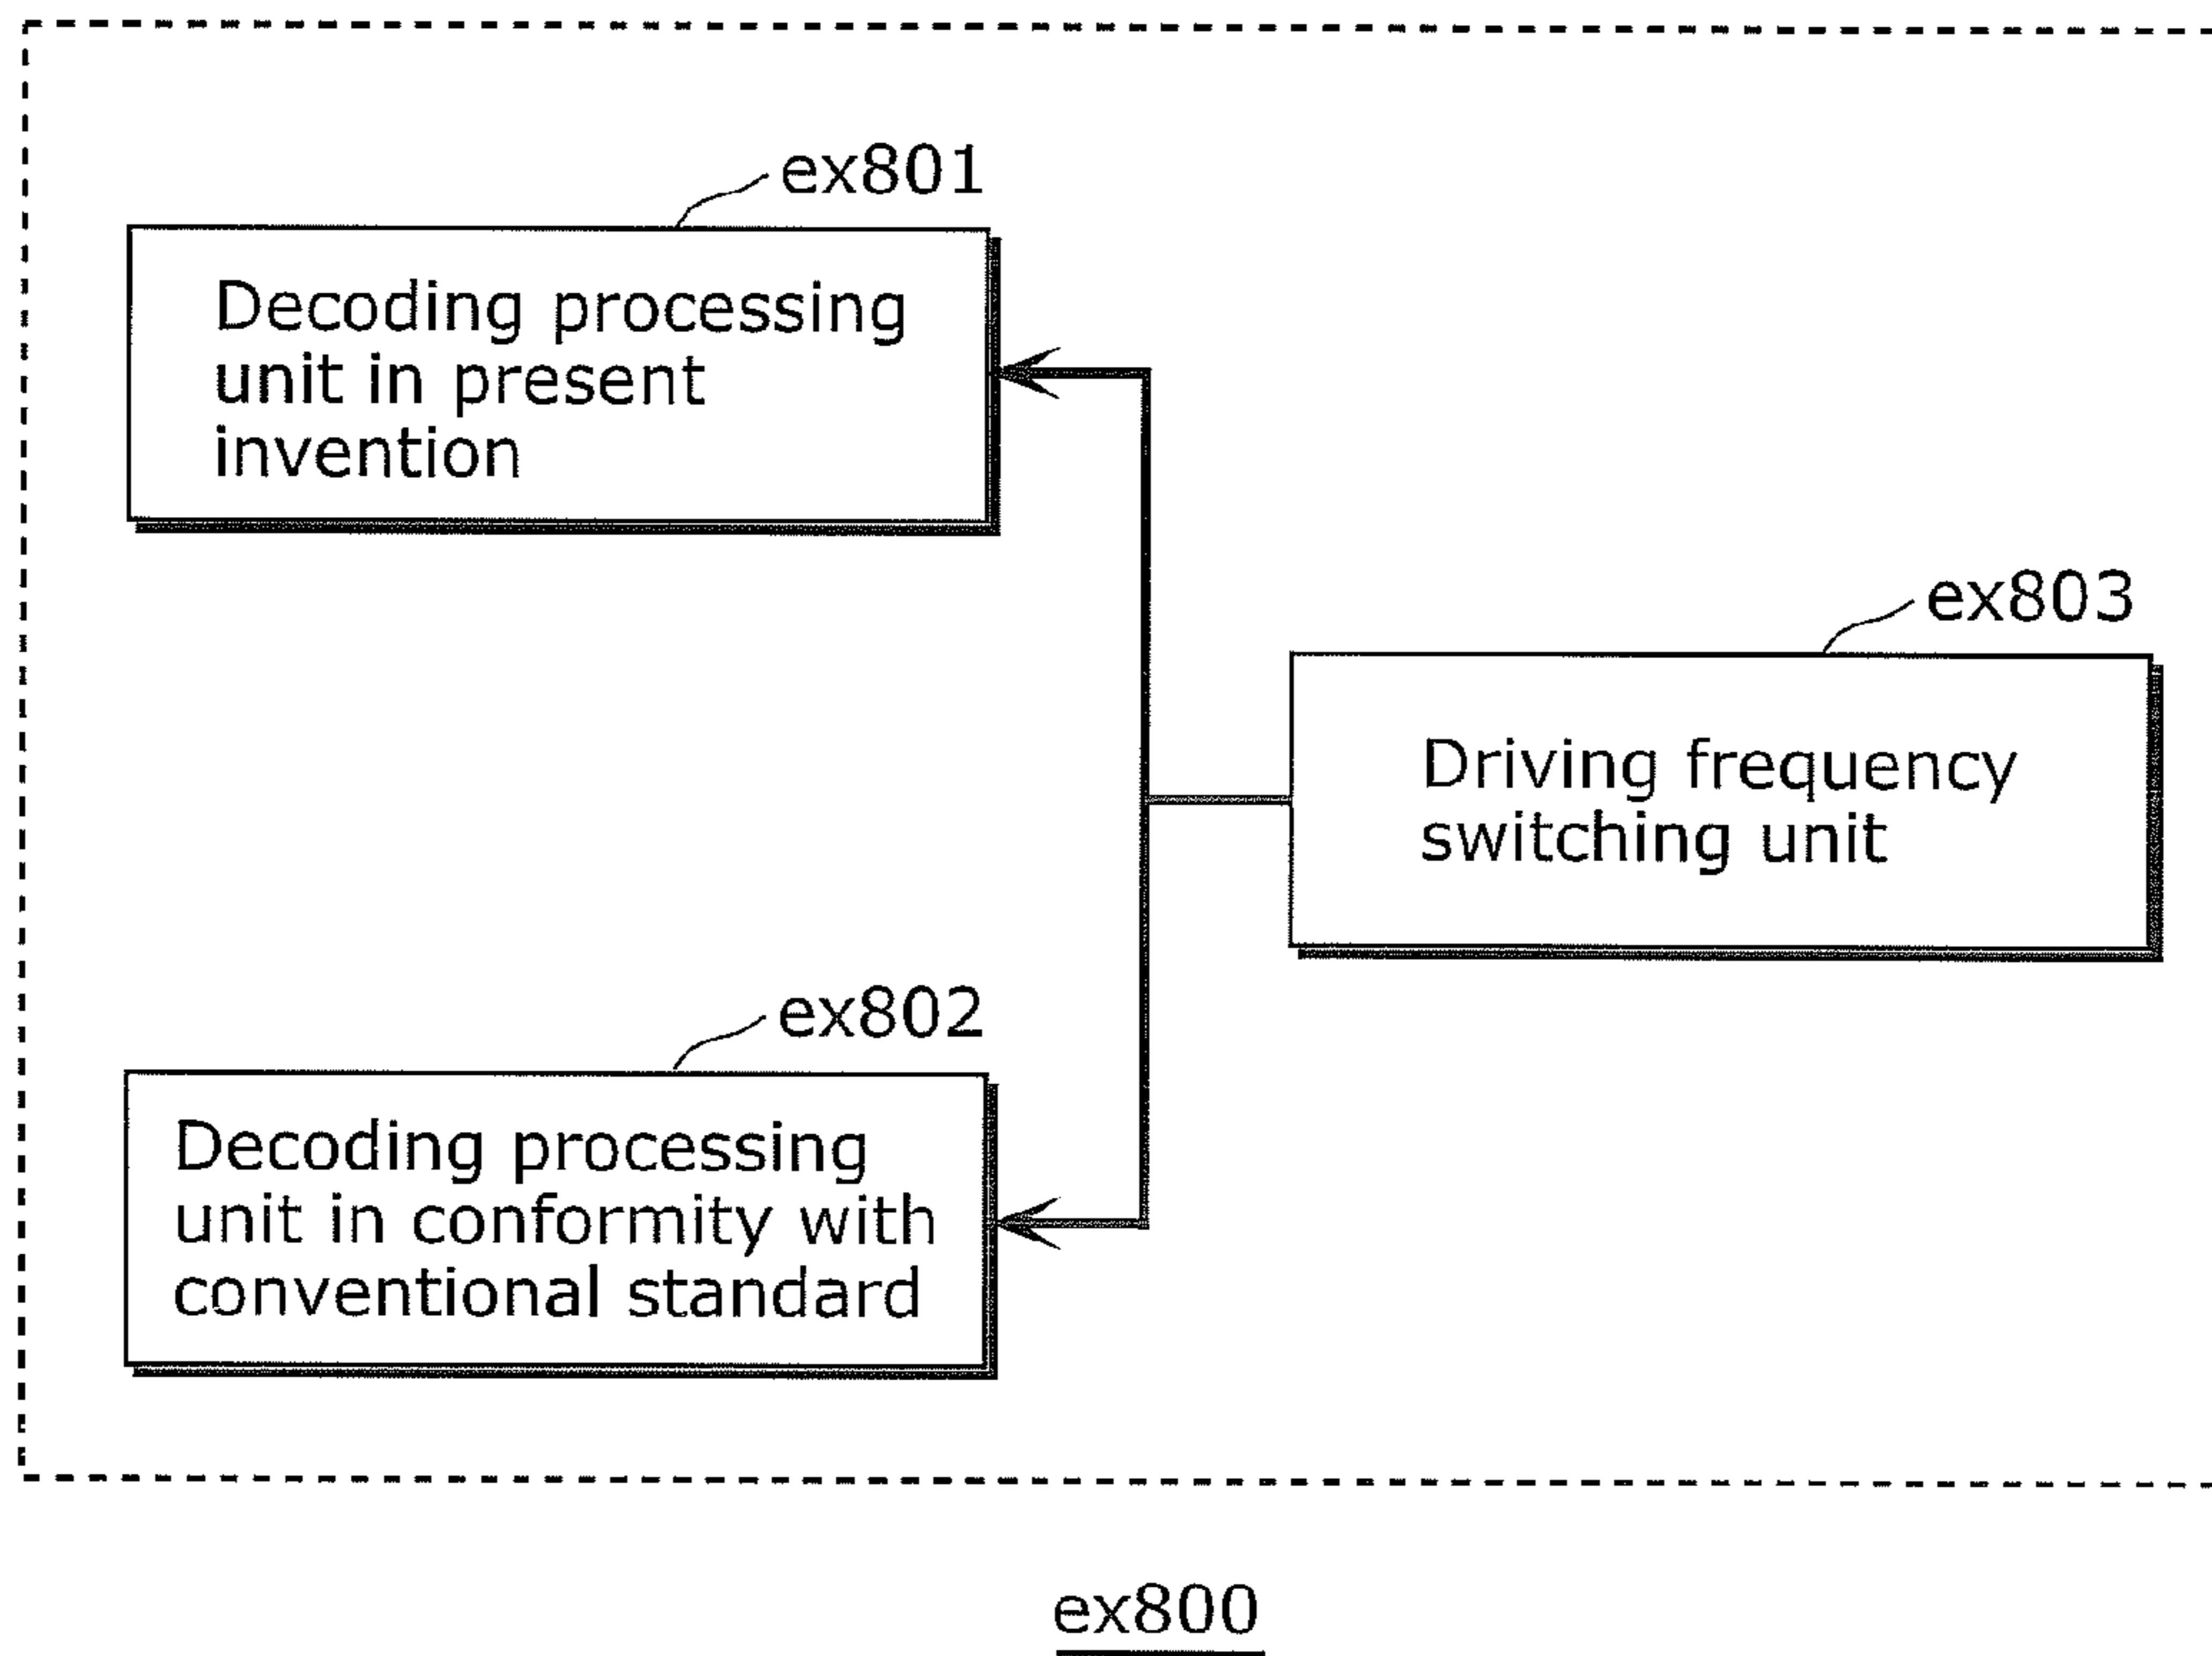 ex801
Decoding processing
unit in present
invention
ex803
Driving frequency
switching unit
ex802
Decoding processing
unit in conformity with
conventional standard
ex800